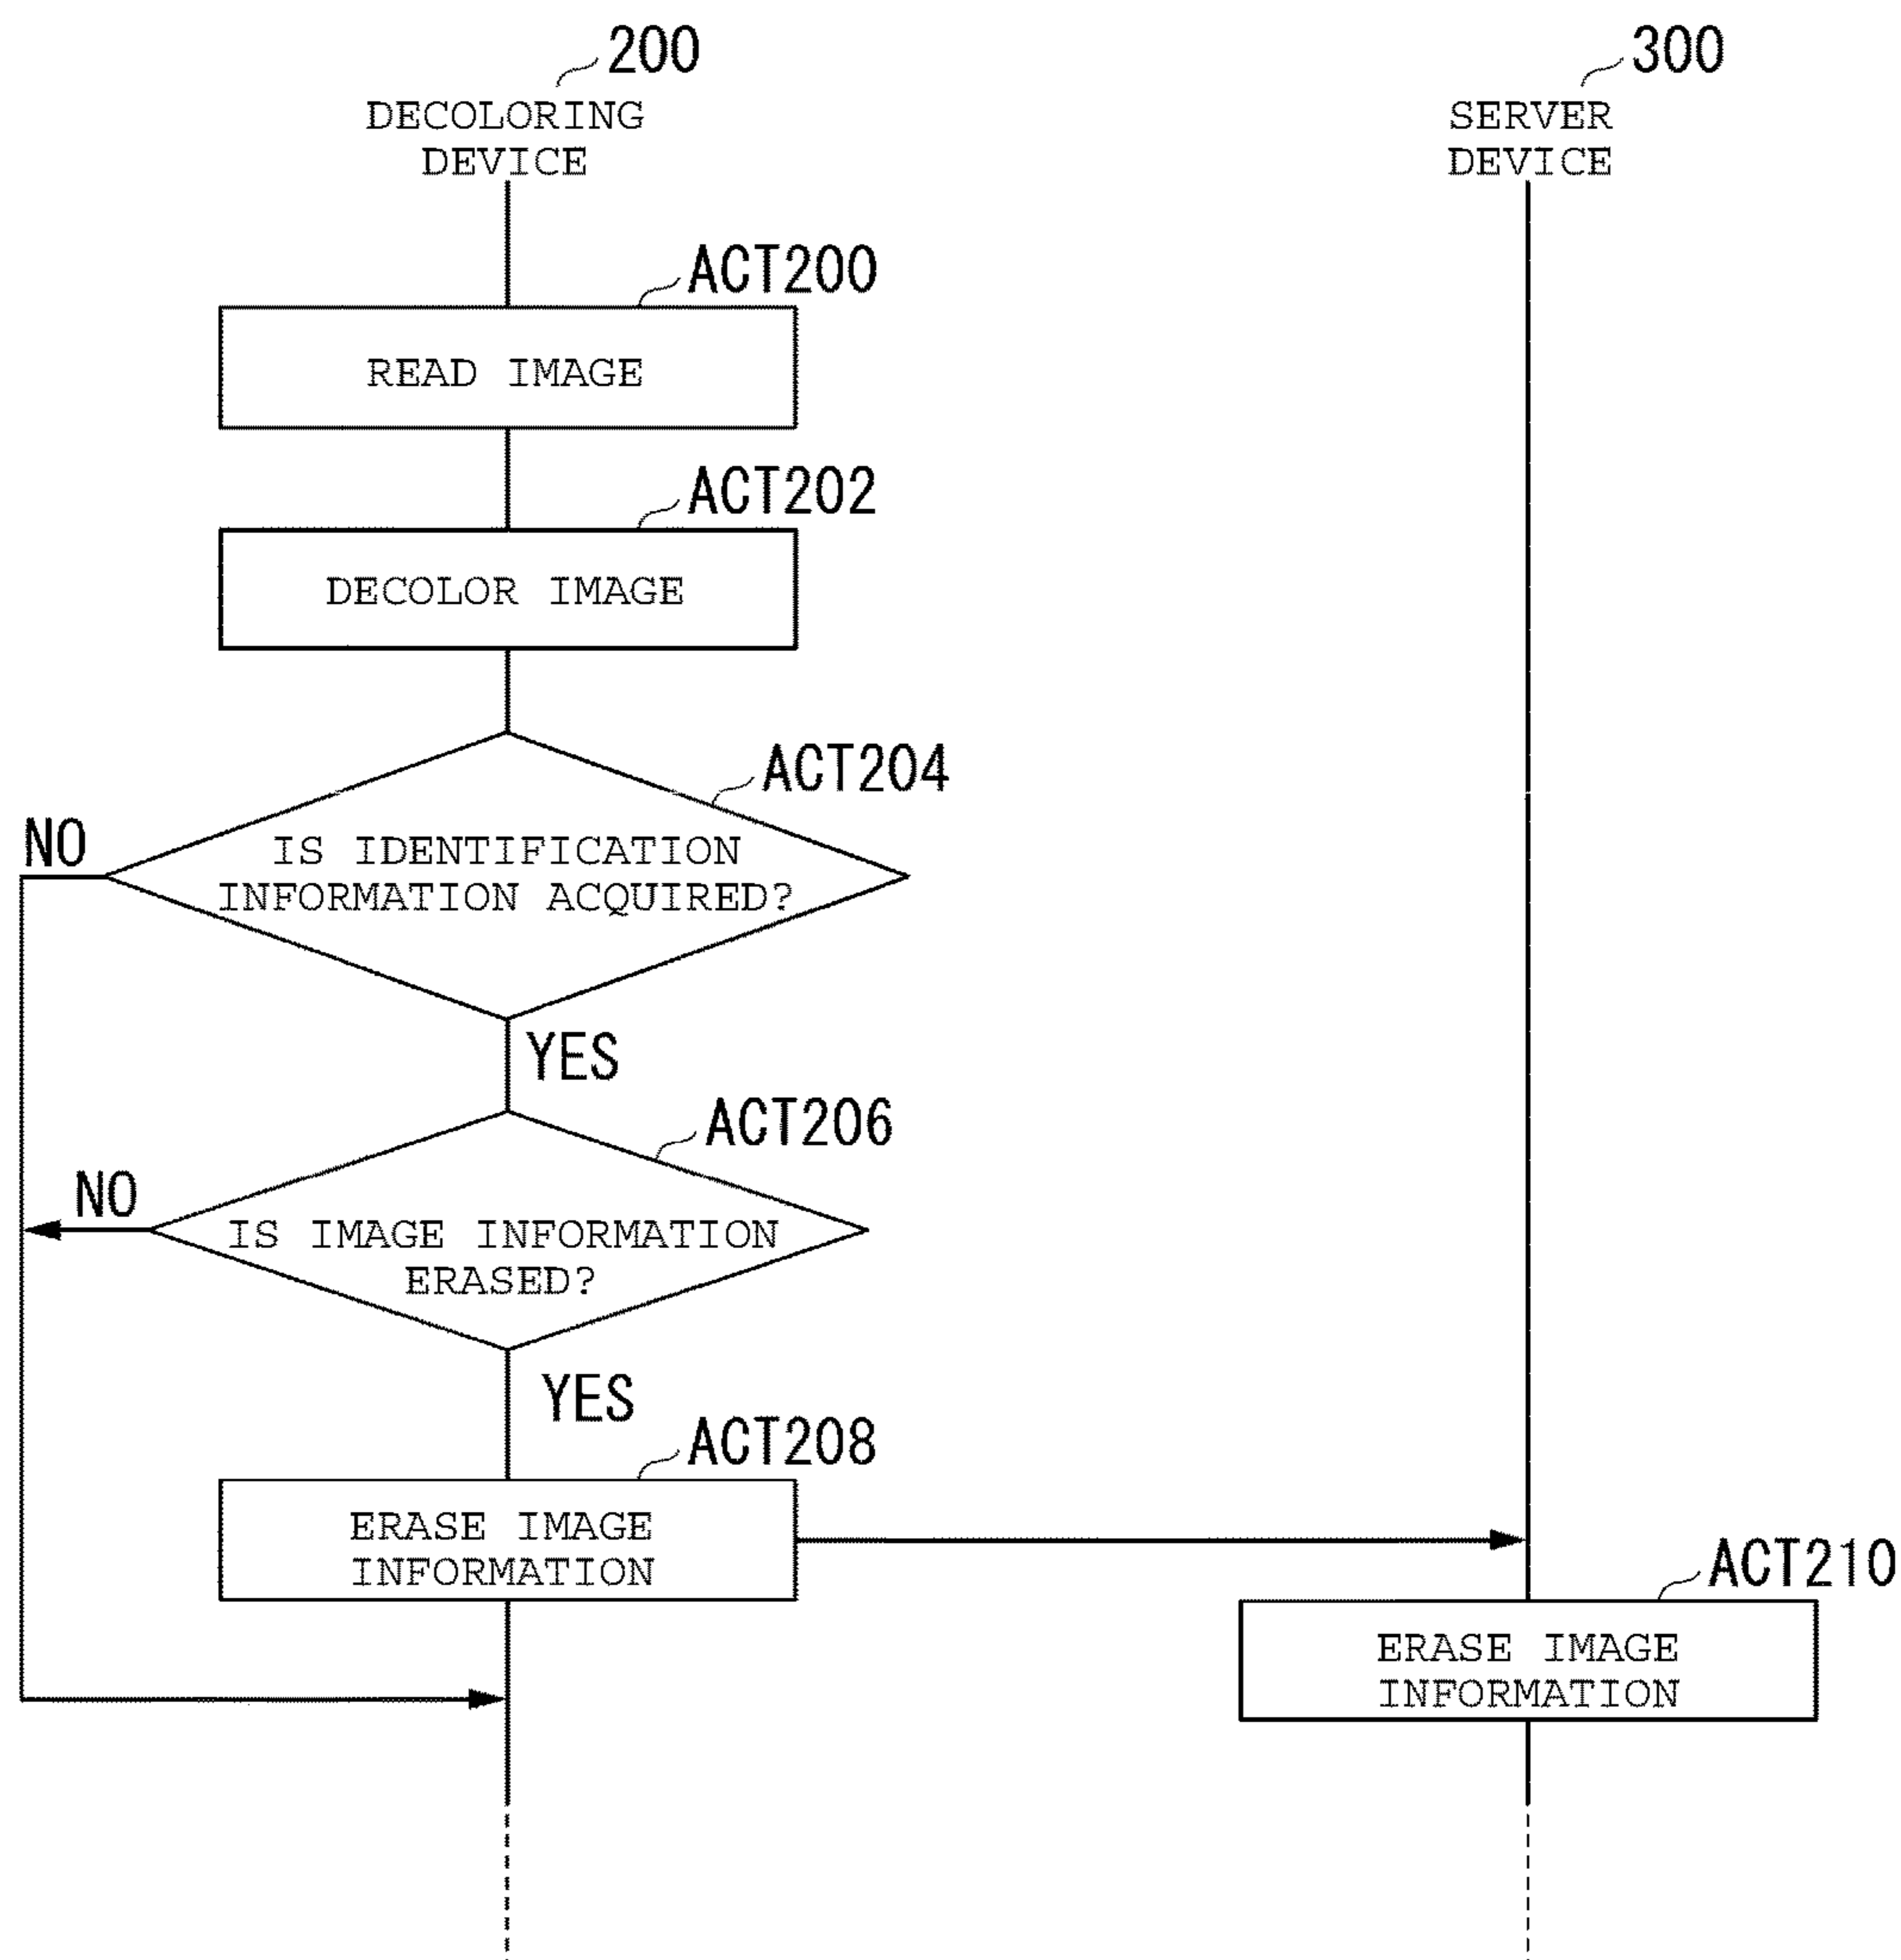 200
DECOLORING
DEVICE
300
SERVER
DEVICE
ACT200
READ IMAGE
ACT202
DECOLOR IMAGE
ACT204
NO
IS IDENTIFICATION
INFORMATION ACQUIRED?
YES
ACT206
NO
IS IMAGE INFORMATION
ERASED?
YES
ACT208
ERASE IMAGE
INFORMATION
ACT210
ERASE IMAGE
INFORMATION